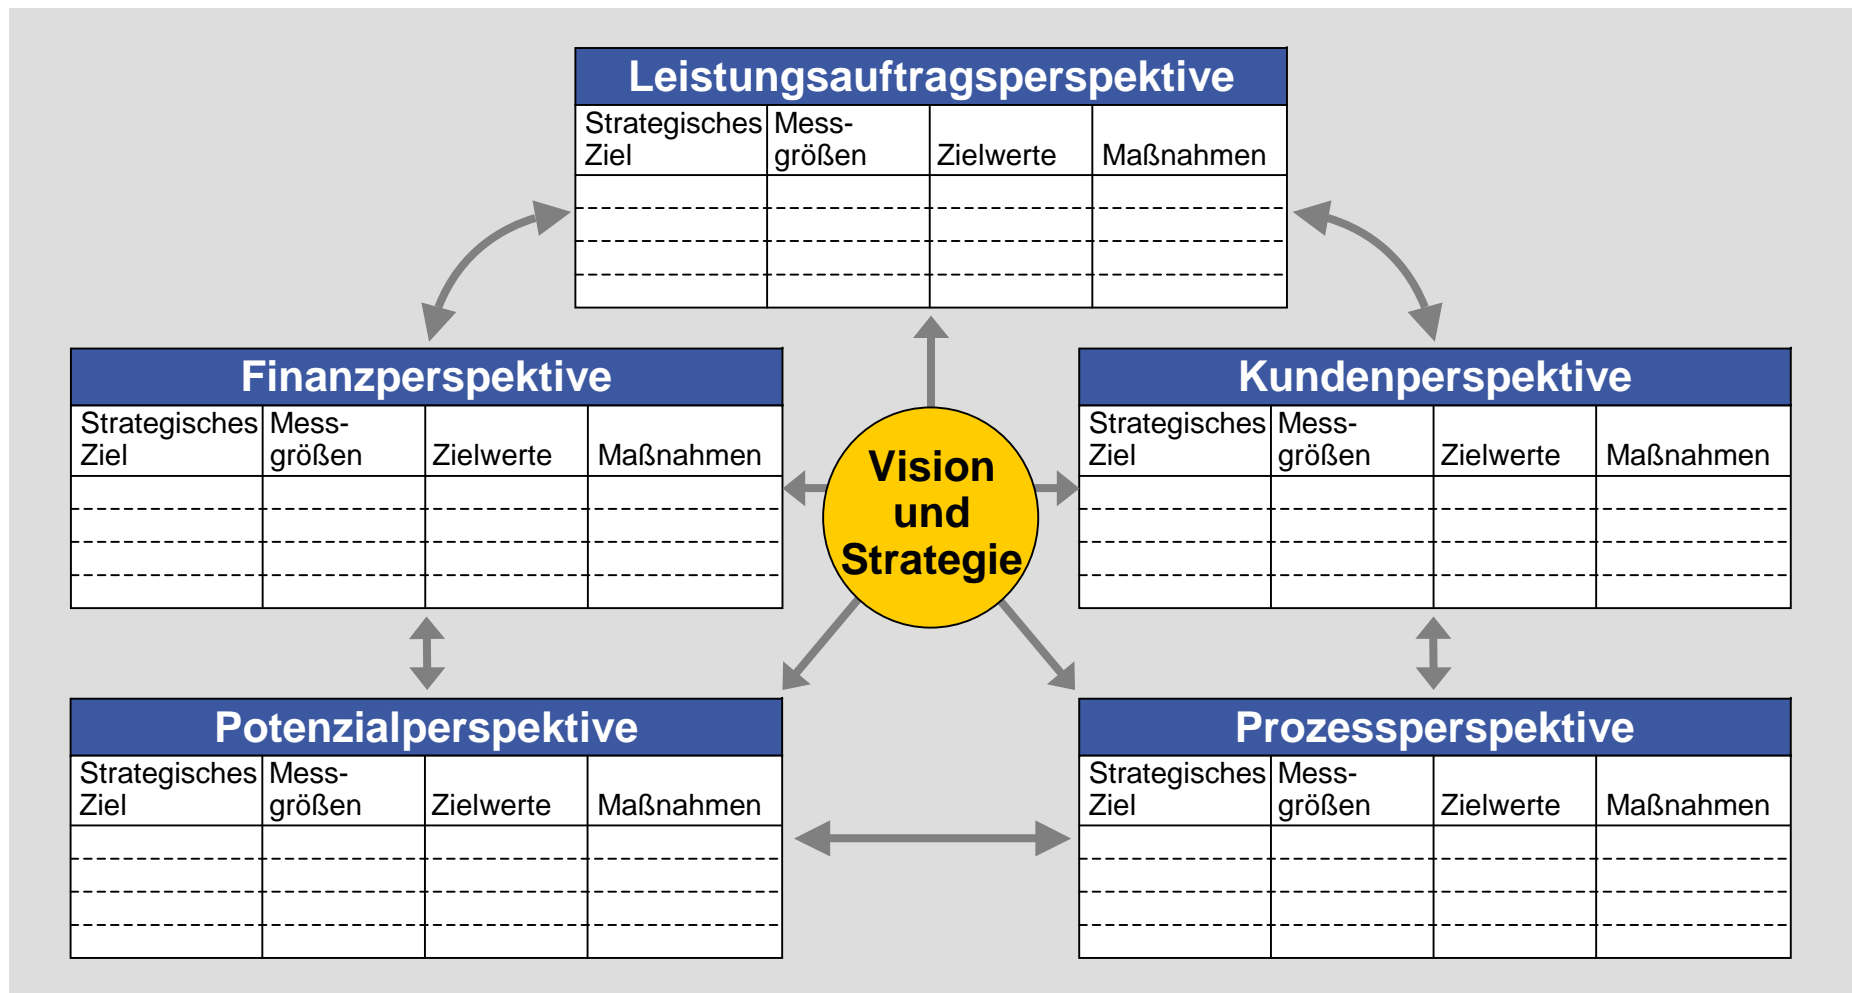 Leistungsauftragsperspektive
Strategisches Mess-
Ziel größen Zielwerte Maßnahmen
Finanzperspektive
Strategisches Mess-
Ziel größen Zielwerte Maßnahmen
Vision
und
Strategie
Kundenperspektive
Strategisches Mess-
Ziel größen Zielwerte Maßnahmen
Potenzialperspektive
Strategisches Mess-
Ziel größen Zielwerte Maßnahmen
Prozessperspektive
Strategisches Mess-
Ziel größen Zielwerte Maßnahmen